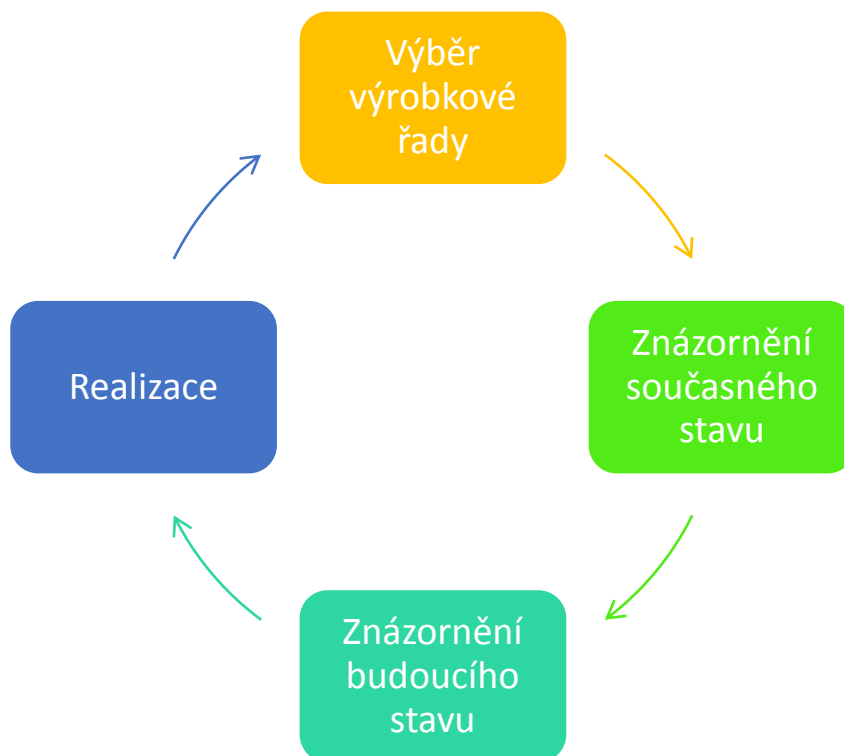 Výběr
výrobkové
řady
Znázornění
současného
stavu
Znázornění
budoucího
stavu
Realizace